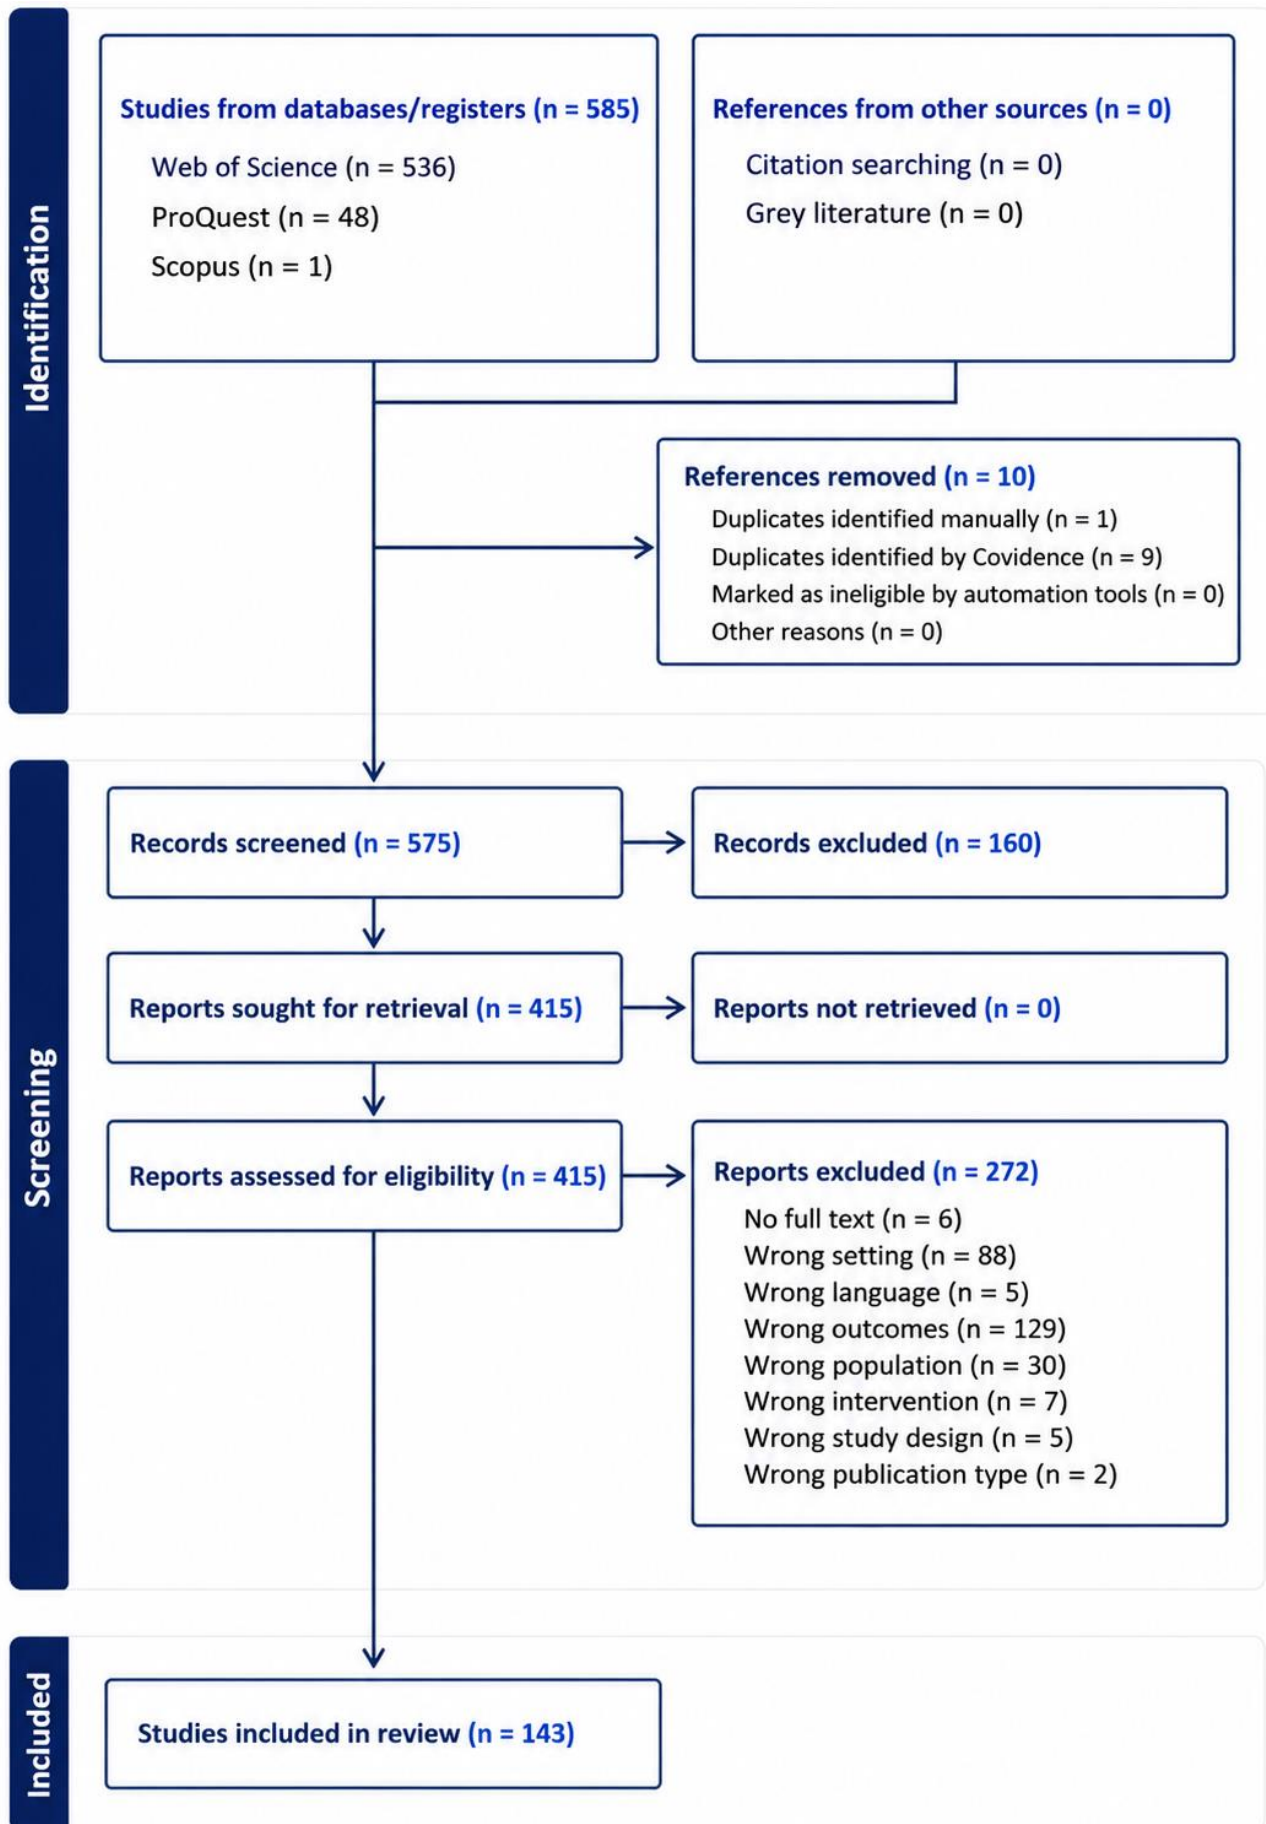 Identification
Studies from databases/registers (n = 585)
Web of Science (n = 536)
ProQuest (n = 48)
Scopus (n = 1)
References from other sources (n = 0)
Citation searching (n = 0)
Grey literature (n = 0)
References removed (n = 10)
Duplicates identified manually (n = 1)
Duplicates identified by Covidence (n = 9)
Marked as ineligible by automation tools (n = 0)
Other reasons (n = 0)
Screening
Records screened (n = 575)
Records excluded (n = 160)
Reports sought for retrieval (n = 415)
Reports not retrieved (n = 0)
Reports assessed for eligibility (n = 415)
Reports excluded (n = 272)
No full text (n = 6)
Wrong setting (n = 88)
Wrong language (n = 5)
Wrong outcomes (n = 129)
Wrong population (n = 30)
Wrong intervention (n = 7)
Wrong study design (n = 5)
Wrong publication type (n = 2)
Included
Studies included in review (n = 143)